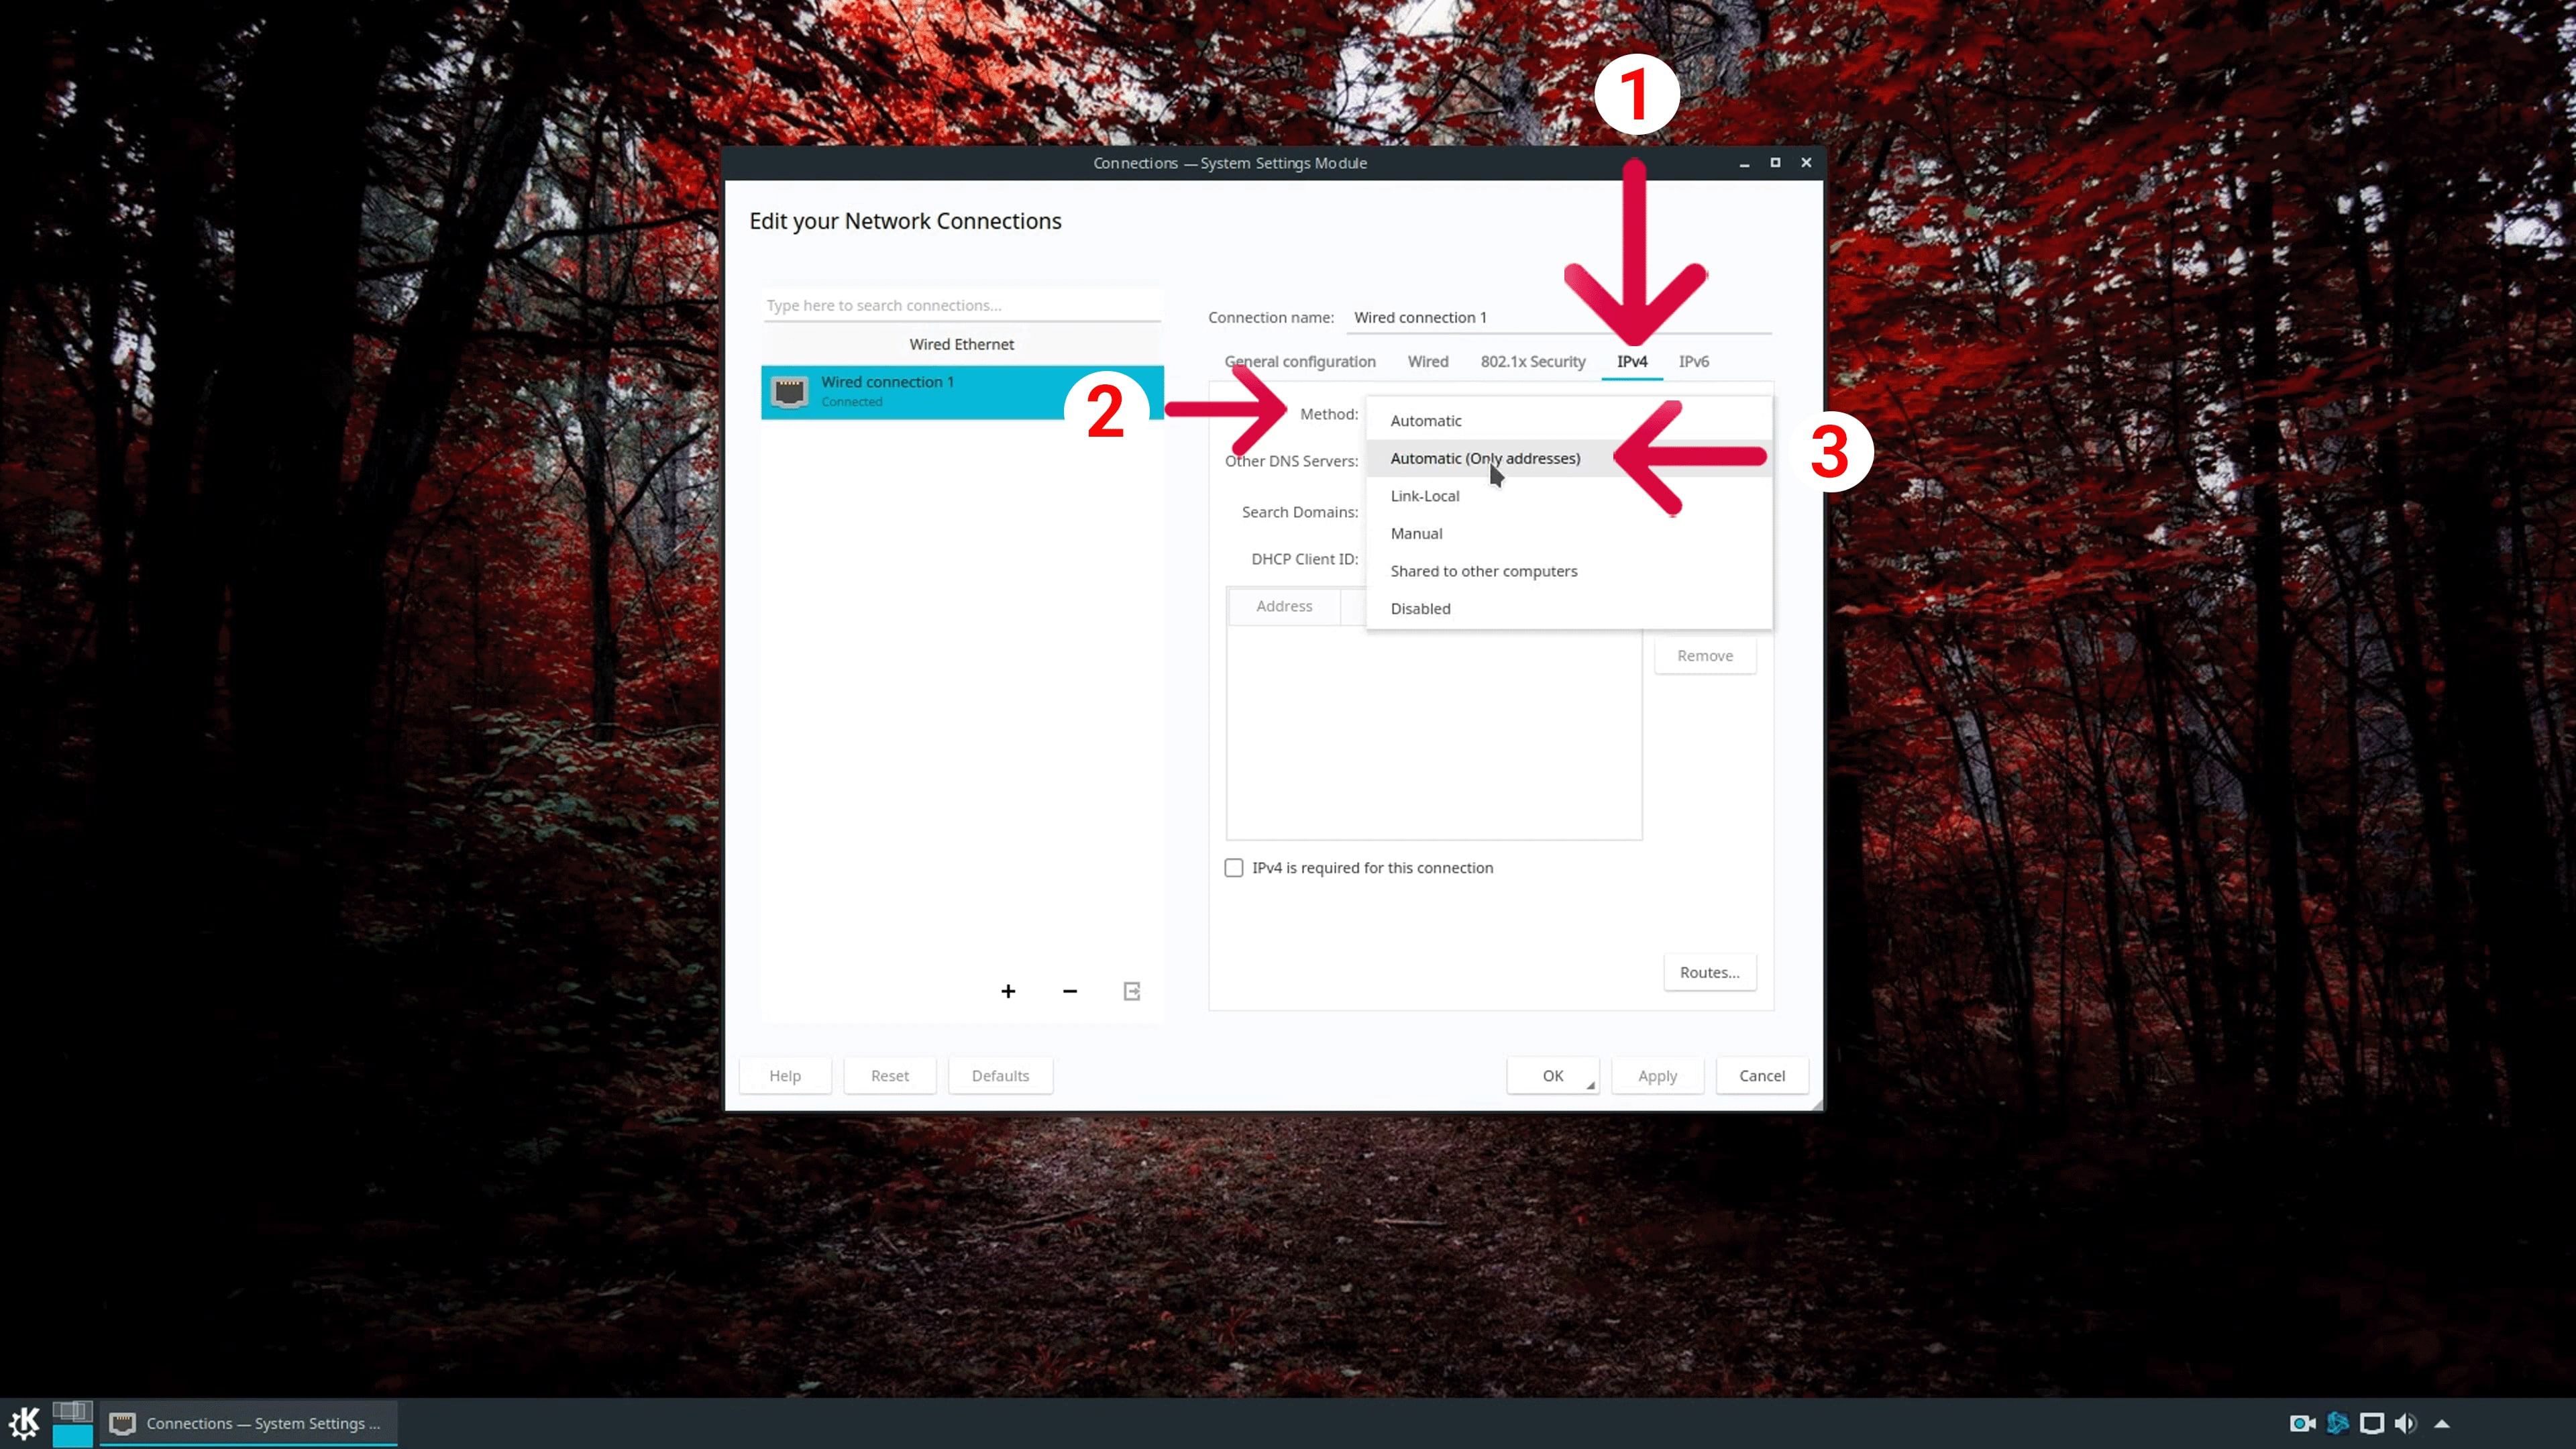 1
Connections — System Settings Module
Edit your Network Connections
Type here to search connections...
Wired Ethernet
Wired connection 1
Connected
2
Connection name: Wired connection 1
General configuration Wired 802.1x Security IPv4 IPv6
Method:
Automatic
Other DNS Servers:
Automatic (Only addresses)
3
Link-Local
Search Domains:
Manual
DHCP Client ID:
Shared to other computers
Address
Disabled
Remove
IPv4 is required for this connection
Routes...
Help Reset Defaults OK Apply Cancel
Connections — System Settings ...